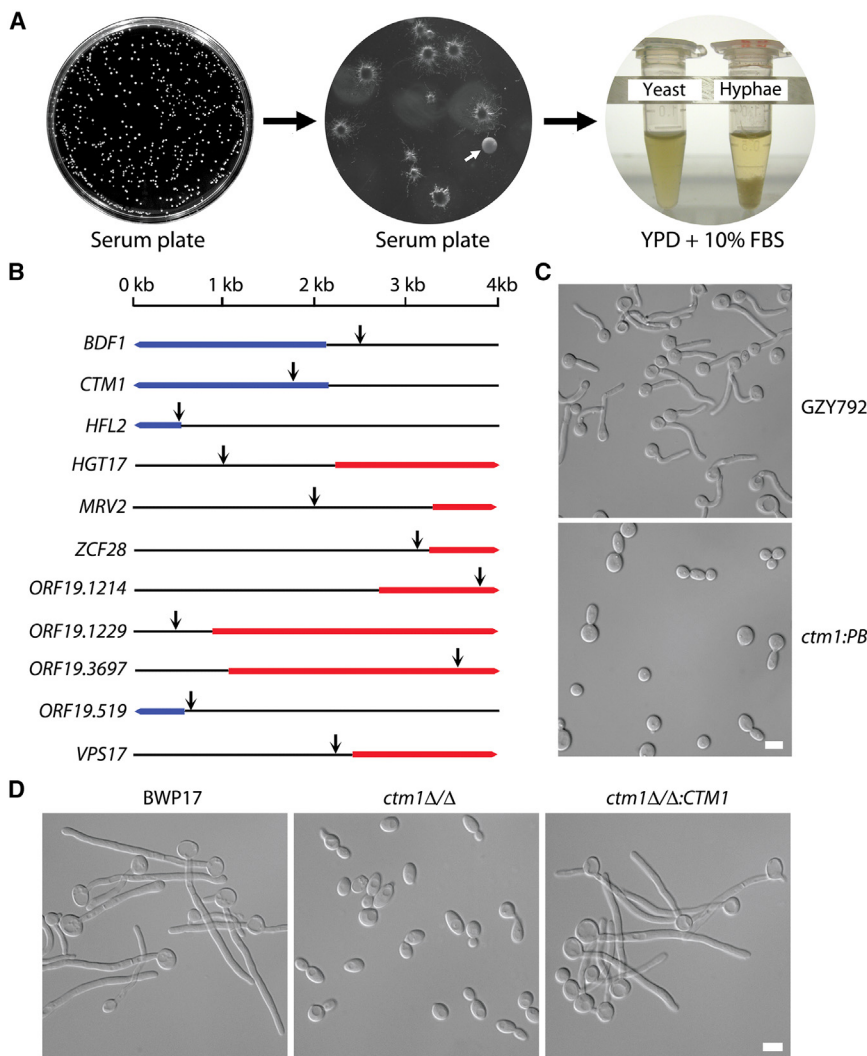 A
Yeast
Hyphae
Serum plate
Serum plate
YPD + 10% FBS
B
0 kb
1 kb
2 kb
3 kb
4kb
BDF1
CTM1
HFL2
HGT17
MRV2
ZCF28
ORF19.1214
ORF19.1229
ORF19.3697
ORF19.519
VPS17
C
GZY792
ctm1:PB
D
BWP17
ctm1Δ/Δ
ctm1Δ/Δ:CTM1